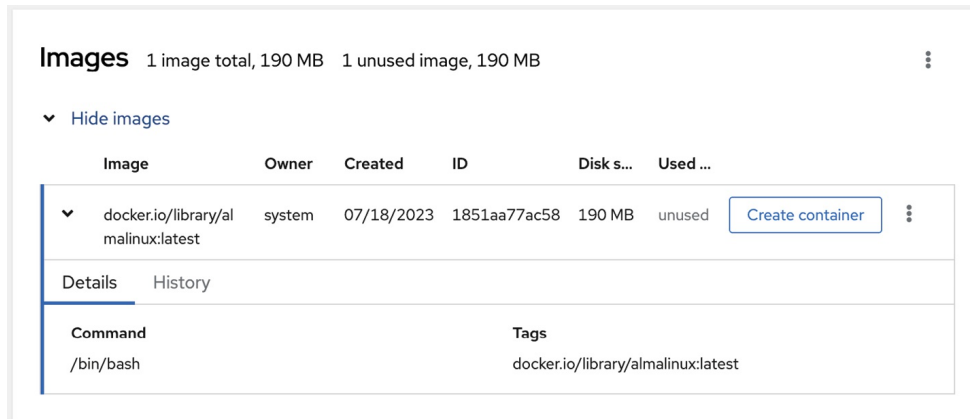 Images 1 image total, 190 MB 1 unused image, 190 MB
Hide images
Image Owner Created ID Disk s... Used ...
docker.io/library/al system 07/18/2023 1851aa77ac58 190 MB unused Create container
malinux:latest
Details History
Command Tags
/bin/bash docker.io/library/almalinux:latest